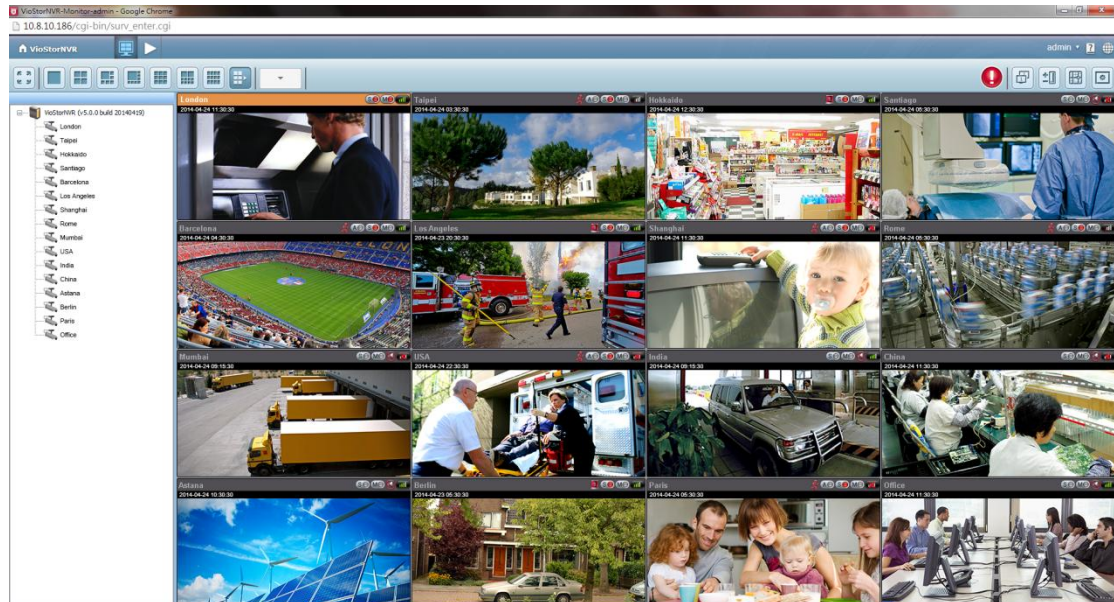 VioStorNVR-Monitor-admin - Google Chrome
10.8.10.186/cgi-bin/surv_enter.cgi
VioStorNVR
admin
VioStorNVR (v5.0.0 build 20140419)
London
Taipei
Hokkaido
Santiago
Barcelona
Los Angeles
Shanghai
Rome
Mumbai
USA
India
China
Astana
Berlin
Paris
Office
London
2014-04-24 11:30:30
Taipei
2014-04-24 03:30:30
Hokkaido
2014-04-24 12:30:30
Santiago
2014-04-24 06:30:30
Barcelona
2014-04-24 04:30:30
Los Angeles
2014-04-23 20:30:30
Shanghai
2014-04-24 11:30:30
Rome
2014-04-24 05:30:30
Mumbai
2014-04-24 09:15:30
USA
2014-04-24 22:30:30
India
2014-04-24 09:15:30
China
2014-04-24 11:30:30
Astana
2014-04-24 10:30:30
Berlin
2014-04-23 05:30:30
Paris
2014-04-24 05:30:30
Office
2014-04-24 11:30:30